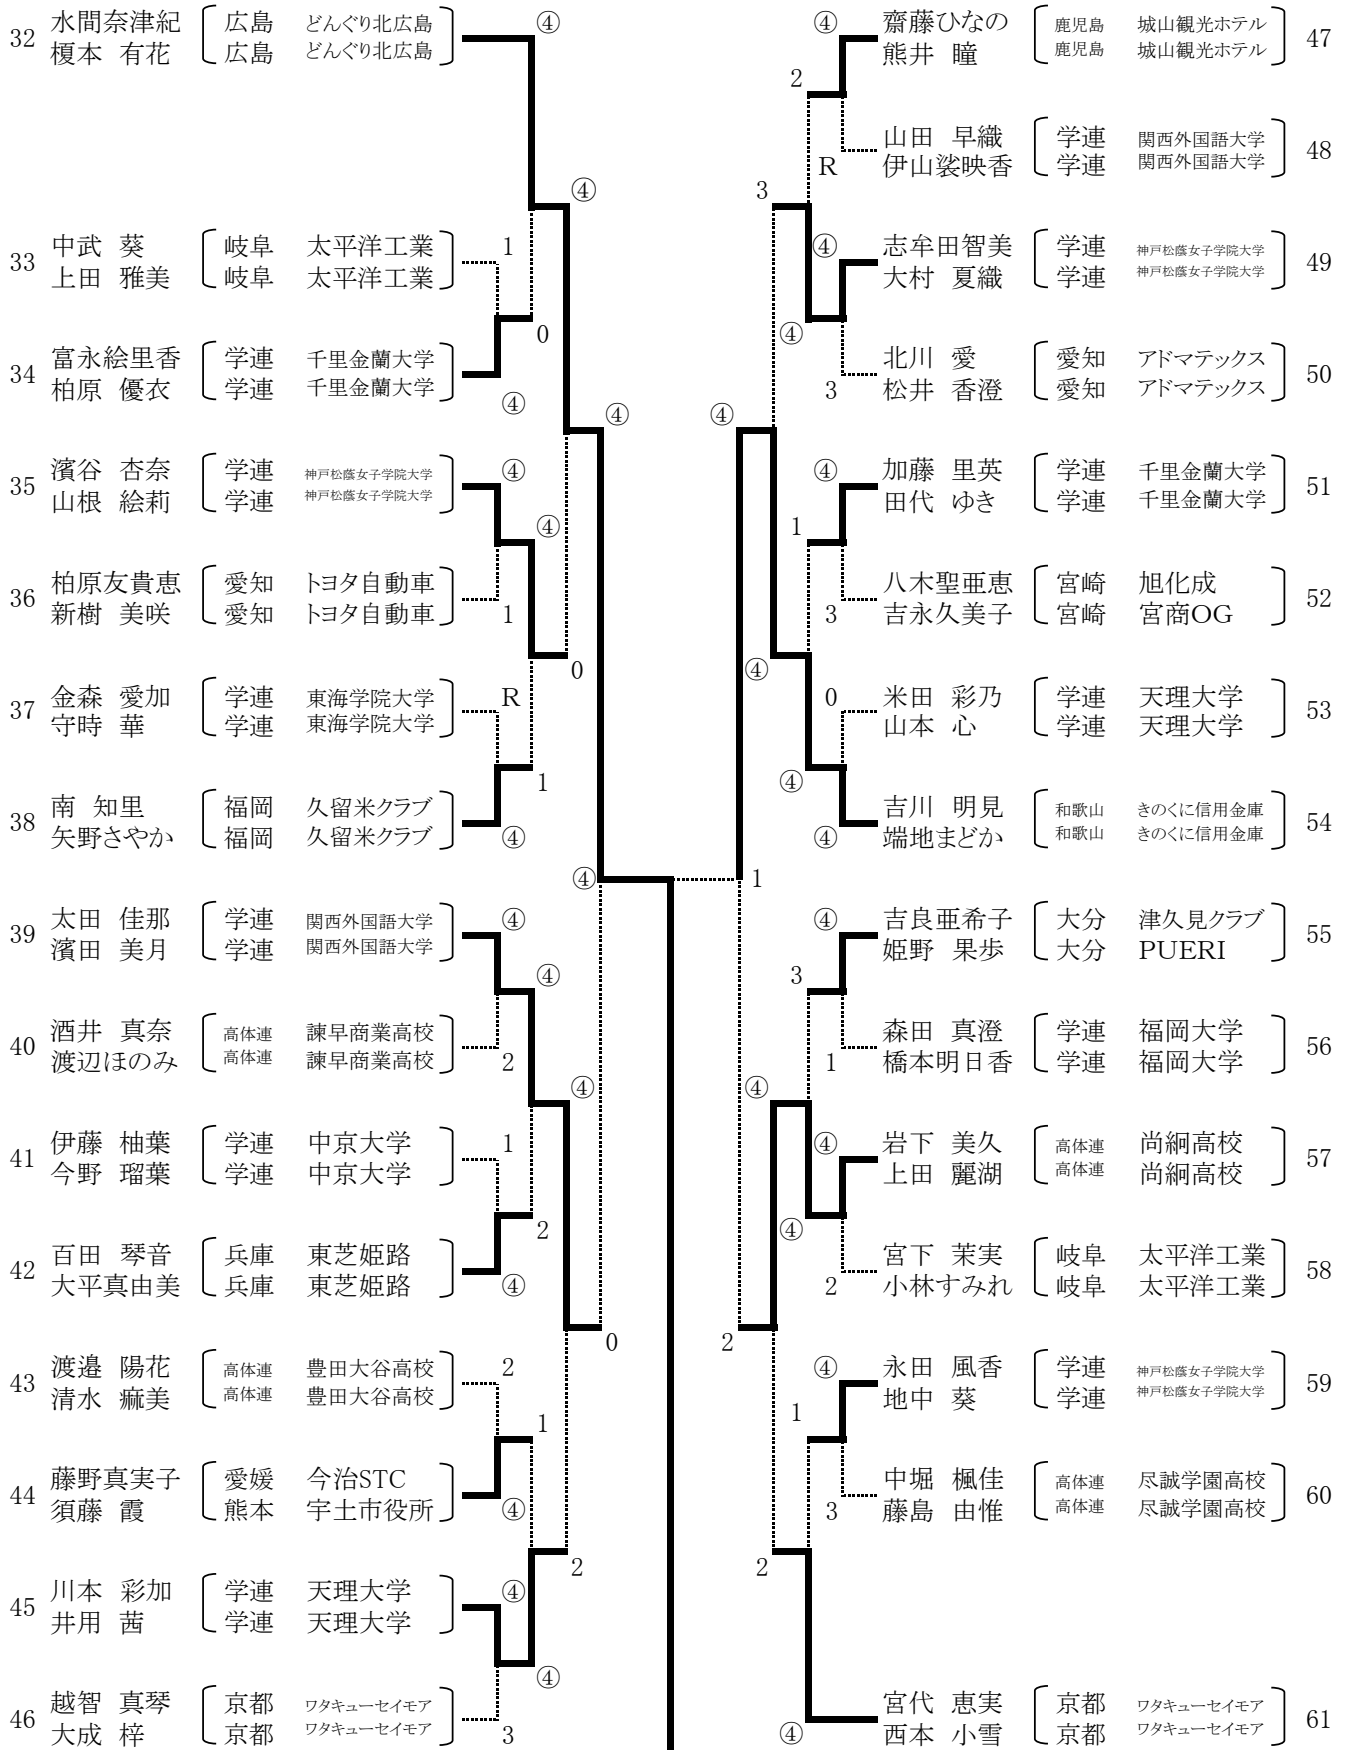 ④
水間奈津紀 広島 どんぐり北広島
32
榎本 有花 広島 どんぐり北広島
④
1
中武 葵 岐阜 太平洋工業
33
上田 雅美 岐阜 太平洋工業
0
富永絵里香 学連 千里金蘭大学
34
柏原 優衣 学連 千里金蘭大学
④
④
濱谷 杏奈 学連 神戸松蔭女子学院大学
35
山根 絵莉 学連 神戸松蔭女子学院大学
④
④
柏原友貴恵 愛知 トヨタ自動車
36
新樹 美咲 愛知 トヨタ自動車
1
0
R
金森 愛加 学連 東海学院大学
37
守時 華 学連 東海学院大学
1
南 知里 福岡 久留米クラブ
38
矢野さやか 福岡 久留米クラブ
④
④
④
太田 佳那 学連 関西外国語大学
39
濱田 美月 学連 関西外国語大学
④
酒井 真奈 高体連 諫早商業高校
40
渡辺ほのみ 高体連 諫早商業高校
2
④
1
伊藤 柚葉 学連 中京大学
41
今野 瑠葉 学連 中京大学
2
百田 琴音 兵庫 東芝姫路
42
大平真由美 兵庫 東芝姫路
④
0
2
渡邉 陽花 高体連 豊田大谷高校
43
清水 麻美 高体連 豊田大谷高校
1
藤野真実子 愛媛 今治STC
44
須藤 霞 熊本 宇土市役所
④
2
④
川本 彩加 学連 天理大学
45
井用 茜 学連 天理大学
④
越智 真琴 京都 ワタキューセイモア
46
大成 梓 京都 ワタキューセイモア
3
④
齋藤ひなの 鹿児島 城山観光ホテル
47
熊井 瞳 鹿児島 城山観光ホテル
2
山田 早織 学連 関西外国語大学
48
伊山裟映香 学連 関西外国語大学
R
3
④
志牟田智美 学連 神戸松蔭女子学院大学
49
大村 夏織 学連 神戸松蔭女子学院大学
④
北川 愛 愛知 アドマテックス
50
松井 香澄 愛知 アドマテックス
3
④
④
加藤 里英 学連 千里金蘭大学
51
田代 ゆき 学連 千里金蘭大学
1
八木聖亜恵 宮崎 旭化成
52
吉永久美子 宮崎 宮商OG
3
④
0
米田 彩乃 学連 天理大学
53
山本 心 学連 天理大学
④
吉川 明見 和歌山 きのくに信用金庫
54
端地まどか 和歌山 きのくに信用金庫
④
1
④
吉良亜希子 大分 津久見クラブ
55
姫野 果歩 大分 PUERI
3
森田 真澄 学連 福岡大学
56
橋本明日香 学連 福岡大学
1
④
④
岩下 美久 高体連 尚絅高校
57
上田 麗湖 高体連 尚絅高校
④
宮下 茉実 岐阜 太平洋工業
58
小林すみれ 岐阜 太平洋工業
2
2
④
永田 風香 学連 神戸松蔭女子学院大学
59
地中 葵 学連 神戸松蔭女子学院大学
1
中堀 楓佳 高体連 尽誠学園高校
60
藤島 由惟 高体連 尽誠学園高校
3
2
宮代 恵実 京都 ワタキューセイモア
61
西本 小雪 京都 ワタキューセイモア
④